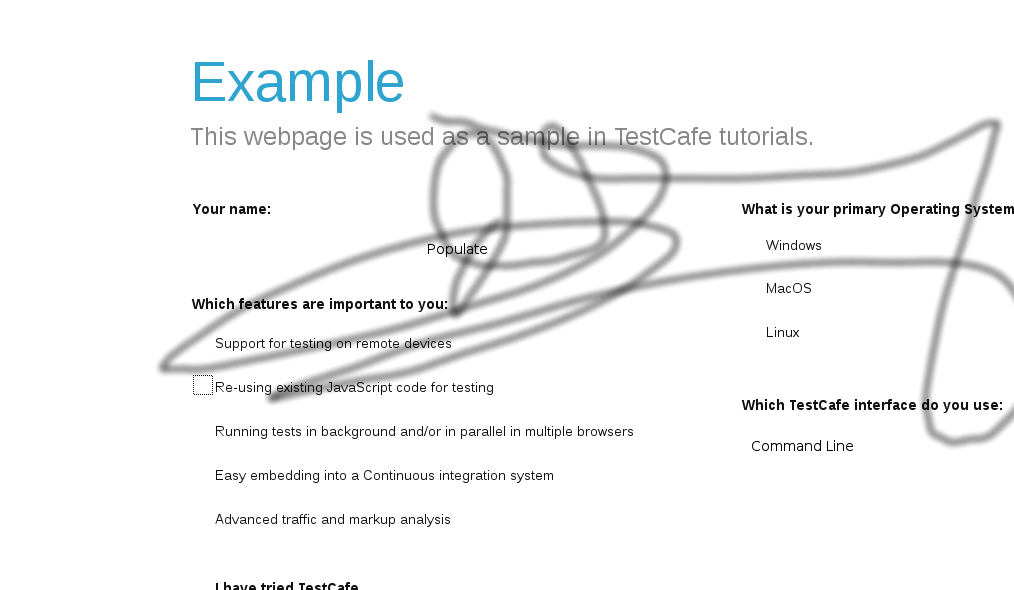 Example
This webpage is used as a sample in TestCafe tutorials.
Your name:
Populate
Which features are important to you:
Support for testing on remote devices
Re-using existing JavaScript code for testing
Running tests in background and/or in parallel in multiple browsers
Easy embedding into a Continuous integration system
Advanced traffic and markup analysis
I have tried TestCafe
What is your primary Operating System
Windows
MacOS
Linux
Which TestCafe interface do you use:
Command Line